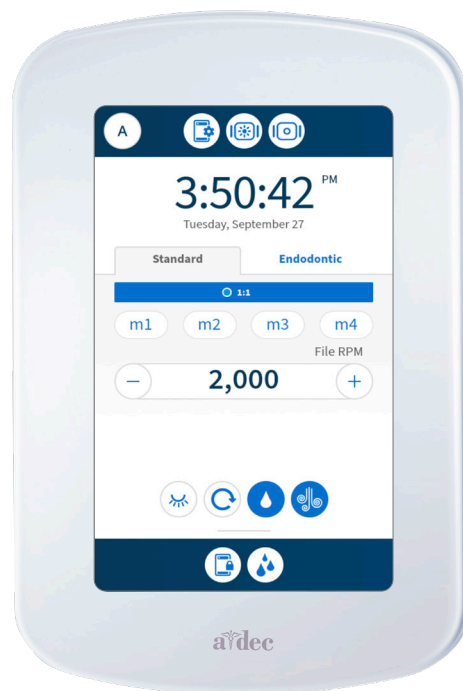 A
3:50:42 PM
Tuesday, September 27
Standard Endodontic
1:1
m1 m2 m3 m4
File RPM
− 2,000 +
a dec